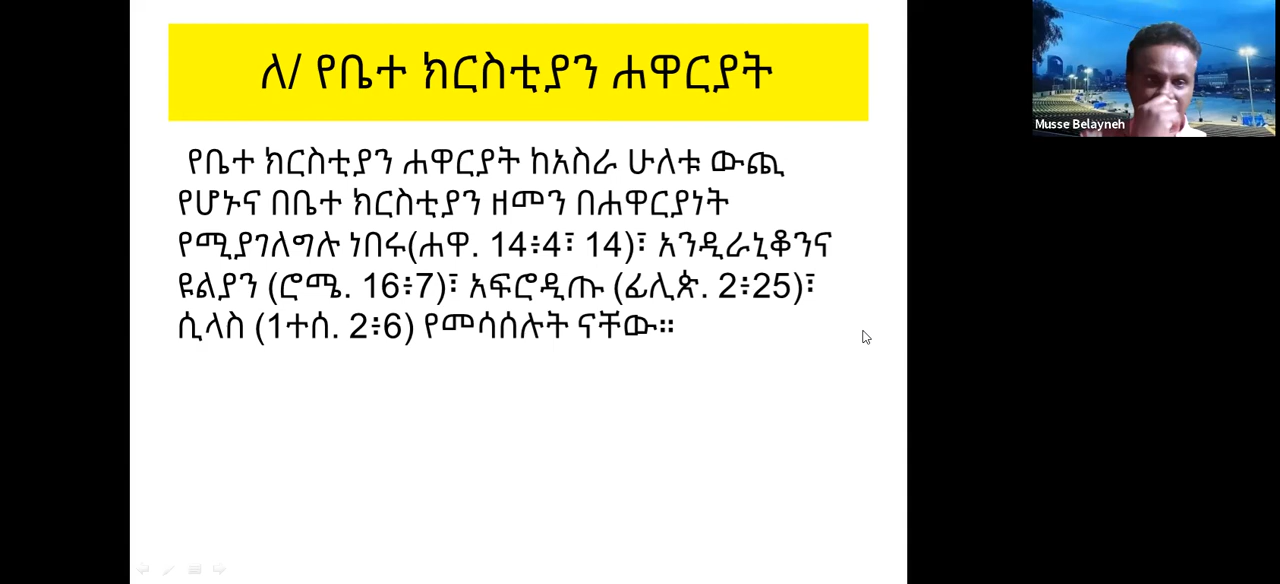 ለ/ የቤተ ክርስቲያን ሐዋርያት
የቤተ ክርስቲያን ሐዋርያት ከአስራ ሁለቱ ውጪ
የሆኑና በቤተ ክርስቲያን ዘመን በሐዋርያነት
የሚያገለግሉ ነበሩ(ሐዋ. 14፥4፣ 14)፣ አንዲራኒቆንና
ዩልያን (ሮሜ. 16፥7)፣ አፍሮዲጡ (ፊሊጵ. 2፥25)፣
ሲላስ (1ተሰ. 2፥6) የመሳሰሉት ናቸው።
Musse Belayneh